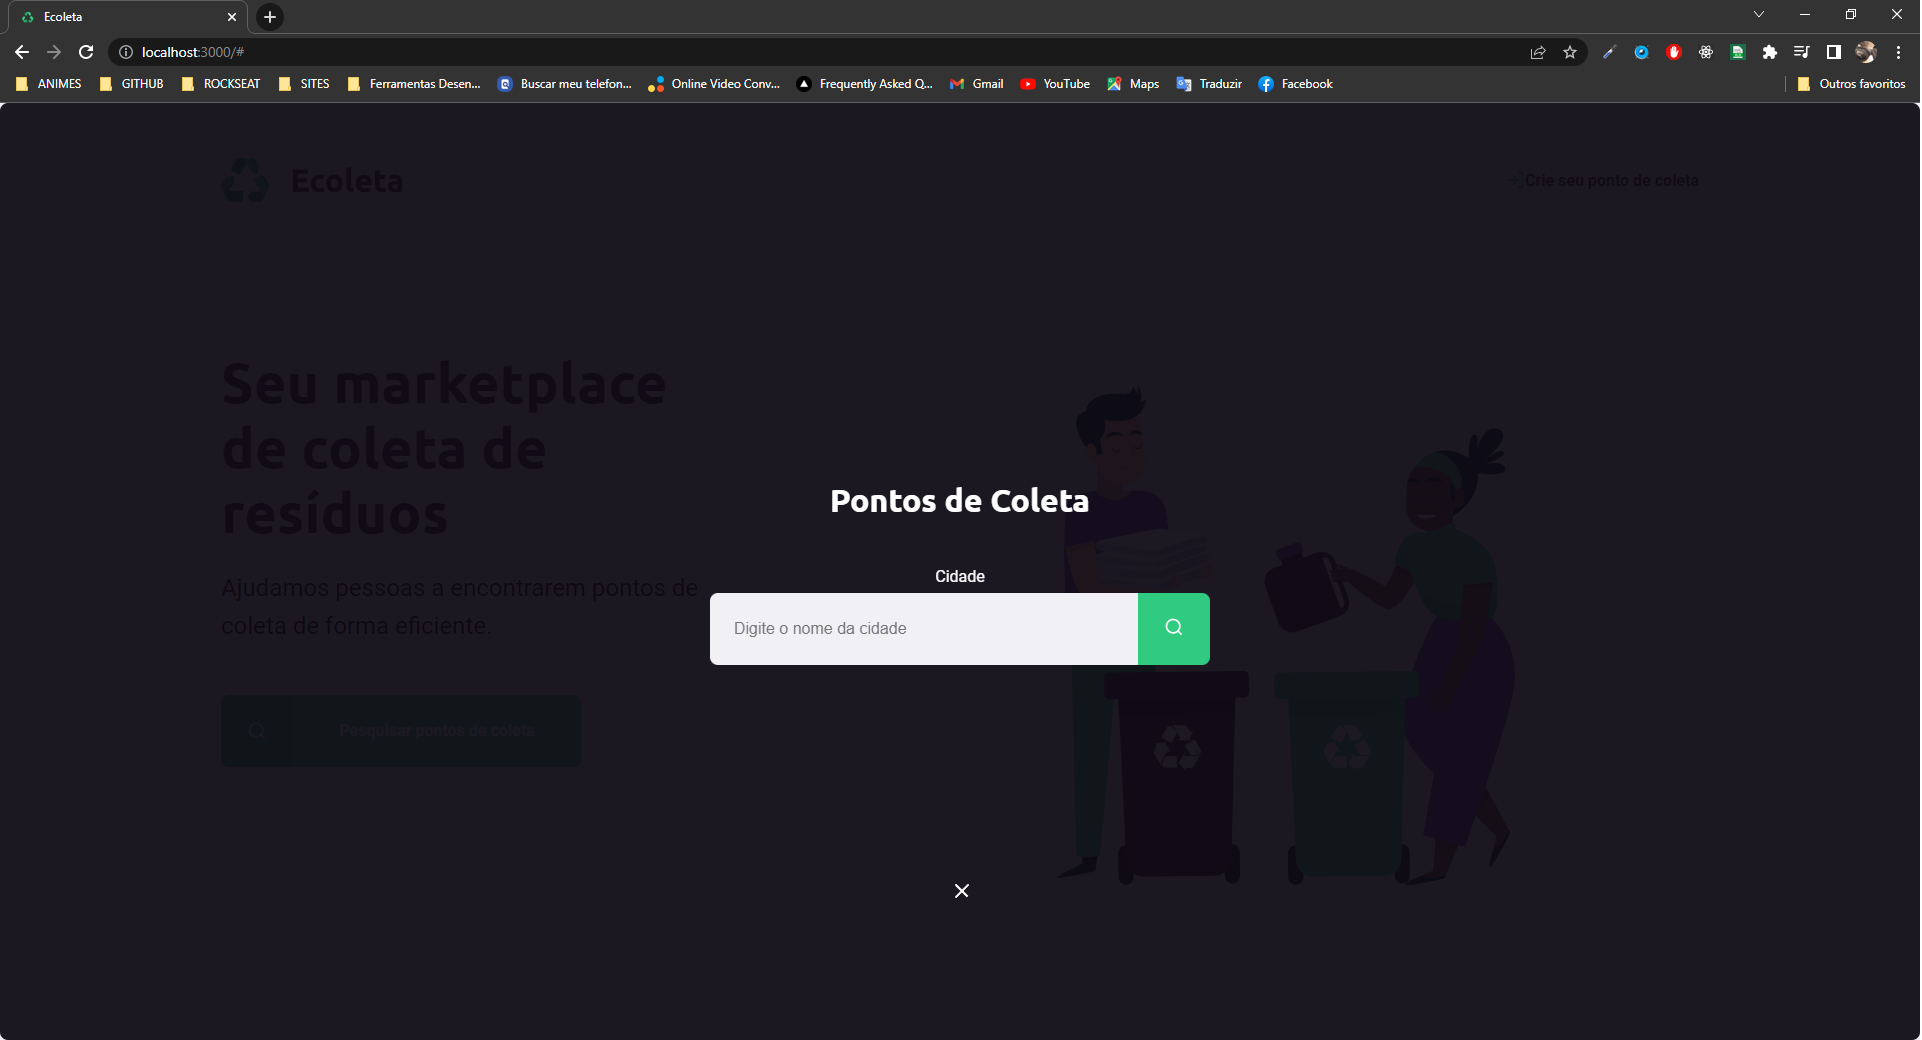 Ecoleta
localhost:3000/#
ANIMES
GITHUB
ROCKSEAT
SITES
Ferramentas Desen...
Buscar meu telefon...
Online Video Conv...
Frequently Asked Q...
Gmail
YouTube
Maps
Traduzir
Facebook
Outros favoritos
Ecoleta
Crie seu ponto de coleta
Seu marketplace
de coleta de
resíduos
Ajudamos pessoas a encontrarem pontos de
coleta de forma eficiente.
Pesquisar pontos de coleta
Pontos de Coleta
Cidade
Digite o nome da cidade